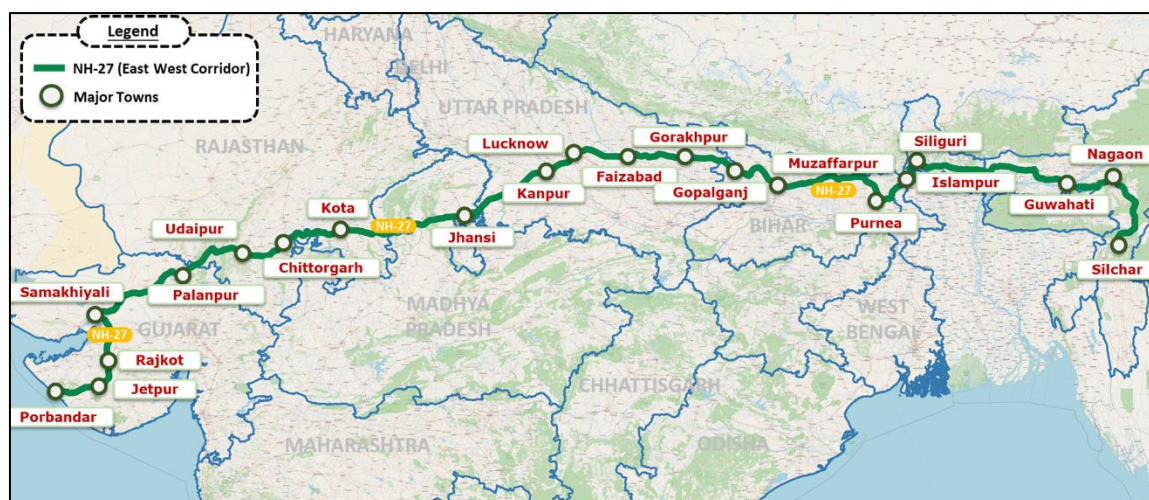 Legend
NH-27 (East West Corridor)
Major Towns
HARYANA
DELHI
UTTAR PRADESH
RAJASTHAN
Lucknow
Gorakhpur
Siliguri
Muzaffarpur
Nagaon
Faizabad
Kanpur
Gopalganj
NH-27
Islampur
Guwahati
Kota
NH-27
Jhansi
BIHAR
Purnea
Udaipur
Chittorgarh
Silchar
Samakhiyali
Palanpur
MADHYA
PRADESH
WEST
BENGAL
NH-27
GUJARAT
Rajkot
Jetpur
CHHATTISGARH
Porbandar
MAHARASHTRA
ODISHA